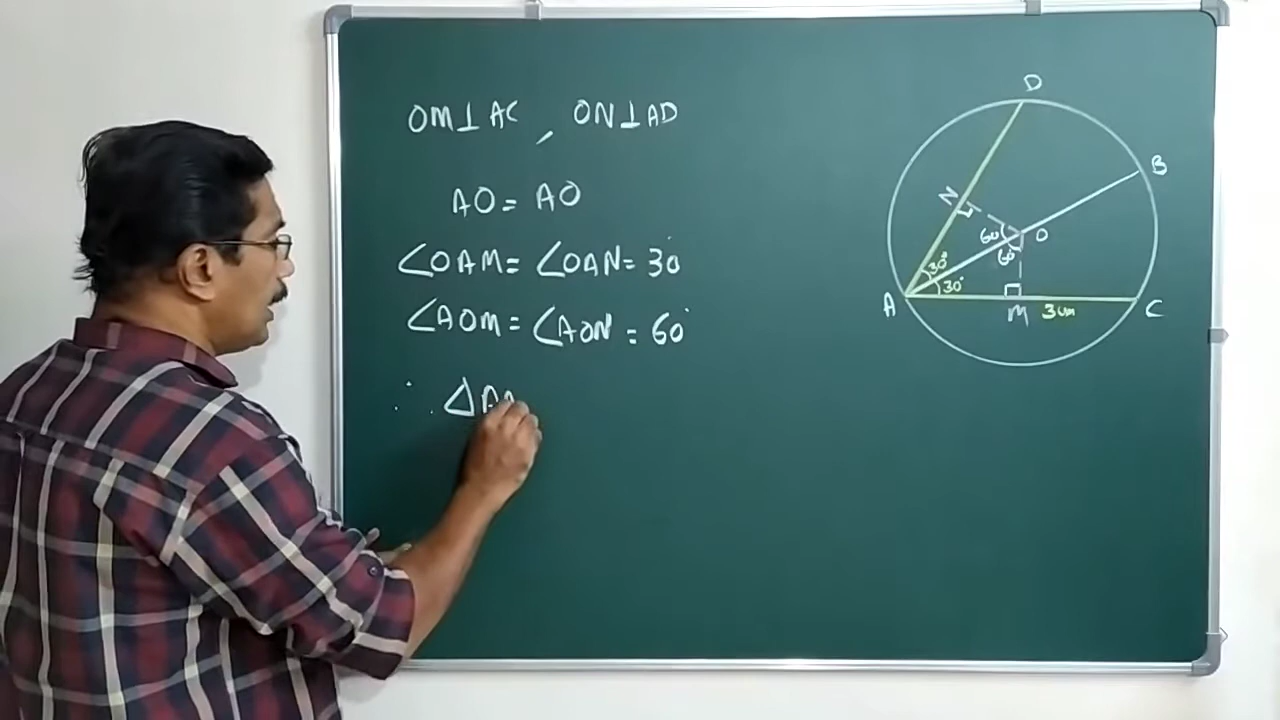 OM⊥AC , ON⊥AD
AO = AO
∠OAM = ∠OAN = 30°
∠AOM = ∠AON = 60°
∴ △A
D
B
N
60
O
60
30°
30°
A
M
3cm
C